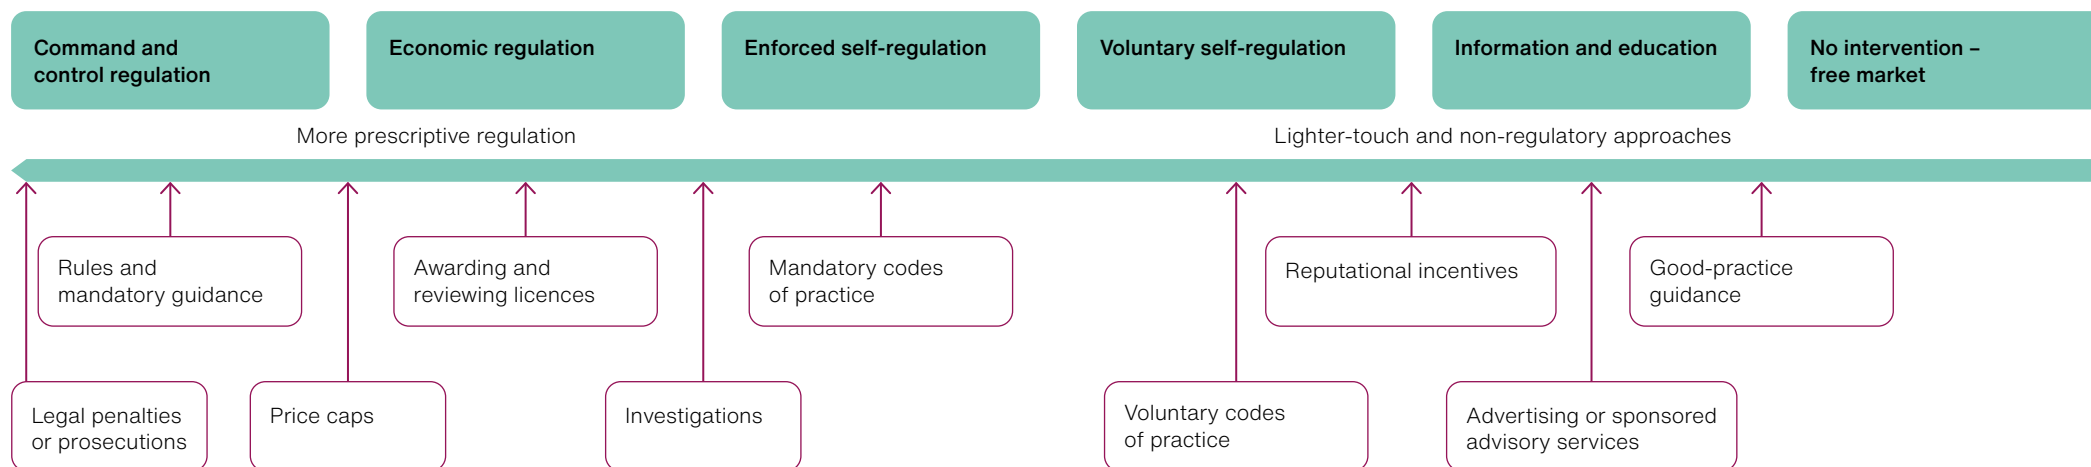 Command and
control regulation
Economic regulation
Enforced self-regulation
Voluntary self-regulation
Information and education
No intervention –
free market
More prescriptive regulation
Lighter-touch and non-regulatory approaches
Rules and
mandatory guidance
Awarding and
reviewing licences
Mandatory codes
of practice
Reputational incentives
Good-practice
guidance
Legal penalties
or prosecutions
Price caps
Investigations
Voluntary codes
of practice
Advertising or sponsored
advisory services